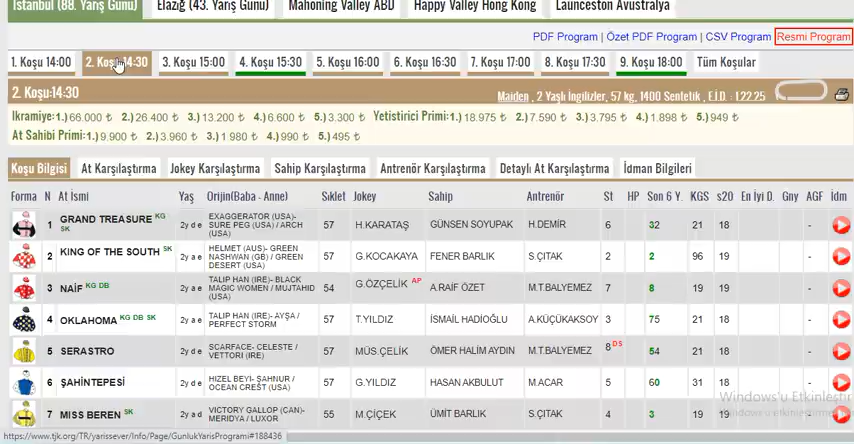 İstanbul (88. Yarış Günü) Elazığ (43. Yarış Günü) Mahoning Valley ABD Happy Valley Hong Kong Launceston Avustralya
PDF Program | Özet PDF Program | CSV Program | Resmi Program
1. Koşu 14:00 2. Koşu 14:30 3. Koşu 15:00 4. Koşu 15:30 5. Koşu 16:00 6. Koşu 16:30 7. Koşu 17:00 8. Koşu 17:30 9. Koşu 18:00 Tüm Koşular
2. Koşu:14:30 Maiden , 2 Yaşlı İngilizler, 57 kg, 1400 Sentetik , E.İ.D. : 1.22.25
Ikramiye: 1.) 66.000 ₺ 2.) 26.400 ₺ 3.) 13.200 ₺ 4.) 6.600 ₺ 5.) 3.300 ₺ Yetistirici Primi: 1.) 18.975 ₺ 2.) 7.590 ₺ 3.) 3.795 ₺ 4.) 1.898 ₺ 5.) 949 ₺
At Sahibi Primi: 1.) 9.900 ₺ 2.) 3.960 ₺ 3.) 1.980 ₺ 4.) 990 ₺ 5.) 495 ₺
Koşu Bilgisi At Karşılaştırma Jokey Karşılaştırma Sahip Karşılaştırma Antrenör Karşılaştırma Detaylı At Karşılaştırma İdman Bilgileri
Forma N At İsmi Yaş Orijin(Baba - Anne) Sıklet Jokey Sahip Antrenör St HP Son 6 Y. KGS s20 En İyi D. Gny AGF İdm
1 GRAND TREASURE KG SK 2y d e EXAGGERATOR (USA)- SURE PEG (USA) / ARCH (USA) 57 H.KARATAŞ GÜNSEN SOYUPAK H.DEMİR 6 32 21 18 -
2 KING OF THE SOUTH SK 2y a e HELMET (AUS)- GREEN NASHWAN (GB) / GREEN DESERT (USA) 57 G.KOCAKAYA FENER BARLIK S.ÇITAK 2 2 96 19 -
3 NAİF KG DB 2y a e TALIP HAN (IRE)- BLACK MAGIC WOMEN / MUJTAHID (USA) 54 G.ÖZÇELİK AP A.RAİF ÖZET M.T.BALYEMEZ 7 8 19 19 -
4 OKLAHOMA KG DB SK 2y a e TALIP HAN (IRE)- AYŞA / PERFECT STORM 57 T.YILDIZ İSMAİL HADİOĞLU A.KÜÇÜKAKSOY 3 75 21 18 -
5 SERASTRO 2y d e SCARFACE- CELESTE / VETTORI (IRE) 57 MÜS.ÇELİK ÖMER HALİM AYDIN M.T.BALYEMEZ 8 DS 54 21 18 -
6 ŞAHİNTEPESİ 2y d e HIZEL BEYI- SAHNUR / OCEAN CREST (USA) 57 G.YILDIZ HASAN AKBULUT M.ACAR 5 60 31 18
7 MISS BEREN SK 2y a d VICTORY GALLOP (CAN)- MERIDYA / LUXOR 55 M.ÇİÇEK ÜMİT BARLIK S.ÇITAK 4 3 19 19 -
Windows'u Etkinleştir
https://www.tjk.org/TR/yarissever/Info/Page/GunlukYarisProgrami#188436